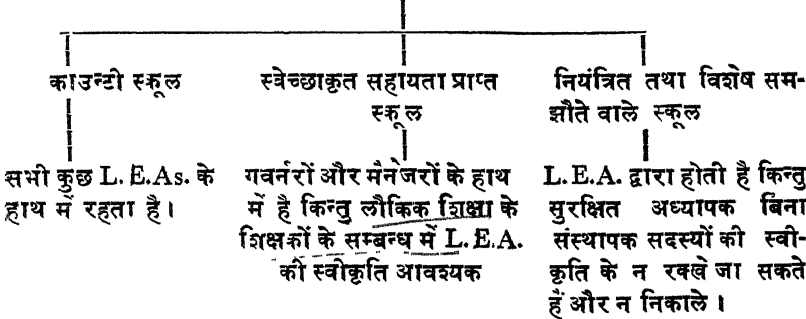 काउन्टी स्कूल
सभी कुछ L. E.As. के
हाथ में रहता है।
स्वेच्छाकृत सहायता प्राप्त
स्कूल
गवर्नरों और मैनेजरों के हाथ
में है किन्तु लौकिक शिक्षा के
शिक्षकों के सम्बन्ध में L.E.A.
की स्वीकृति आवश्यक
नियंत्रित तथा विशेष सम-
झौते वाले स्कूल
L.E.A. द्वारा होती है किन्तु
सुरक्षित अध्यापक बिना
संस्थापक सदस्यों की स्वी-
कृति के न रक्खे जा सकते
हैं और न निकाले।